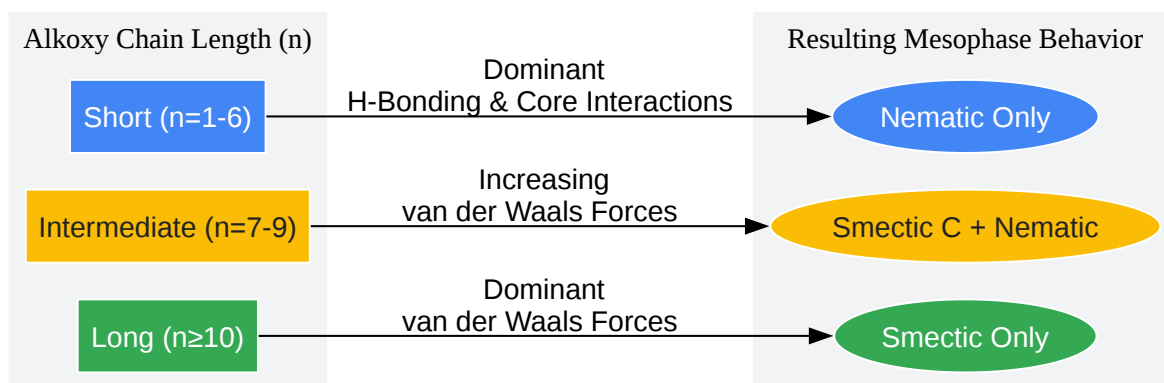 Alkoxy Chain Length (n)
Resulting Mesophase Behavior
Short (n=1-6)
Dominant
H-Bonding & Core Interactions
Nematic Only
Intermediate (n=7-9)
Increasing
van der Waals Forces
Smectic C + Nematic
Long (n≥10)
Dominant
van der Waals Forces
Smectic Only